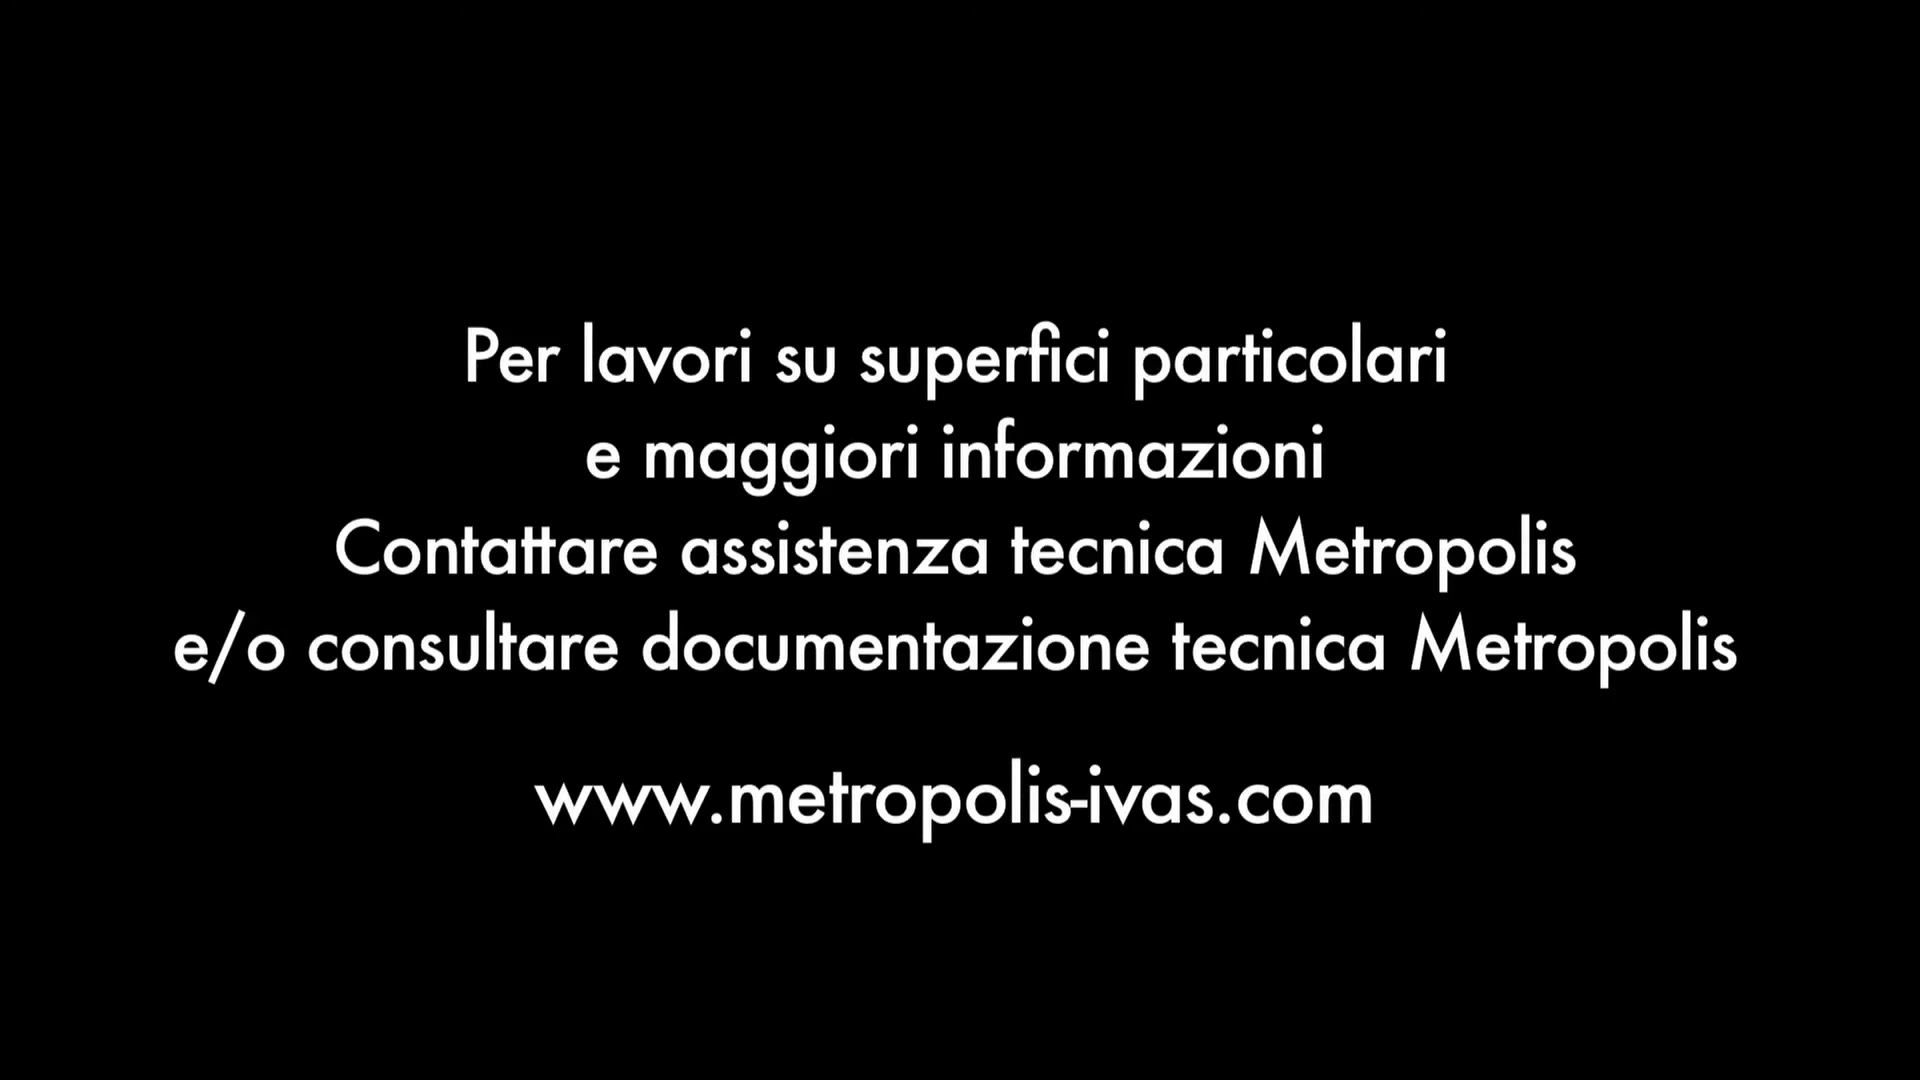 Per lavori su superfici particolari
e maggiori informazioni
Contattare assistenza tecnica Metropolis
e/o consultare documentazione tecnica Metropolis
www.metropolis-ivas.com